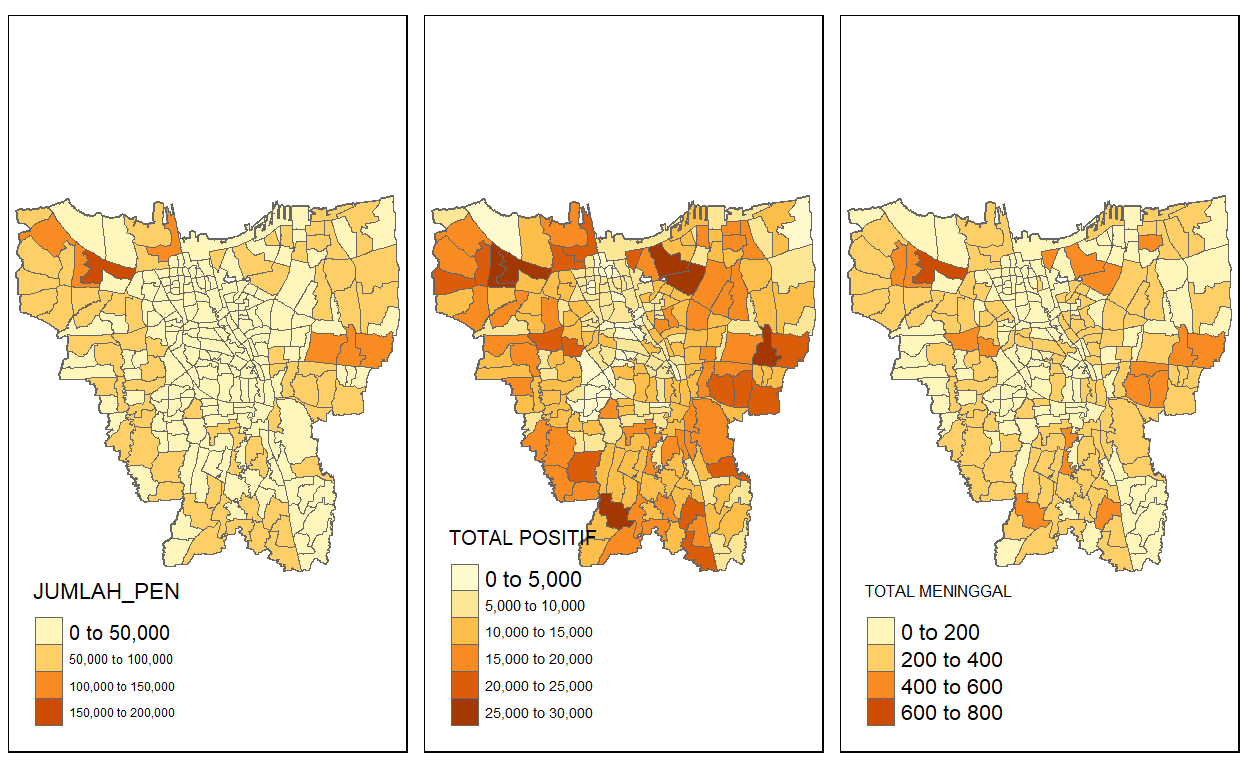 JUMLAH_PEN
0 to 50,000
50,000 to 100,000
100,000 to 150,000
150,000 to 200,000
TOTAL POSITIF
0 to 5,000
5,000 to 10,000
10,000 to 15,000
15,000 to 20,000
20,000 to 25,000
25,000 to 30,000
TOTAL MENINGGAL
0 to 200
200 to 400
400 to 600
600 to 800